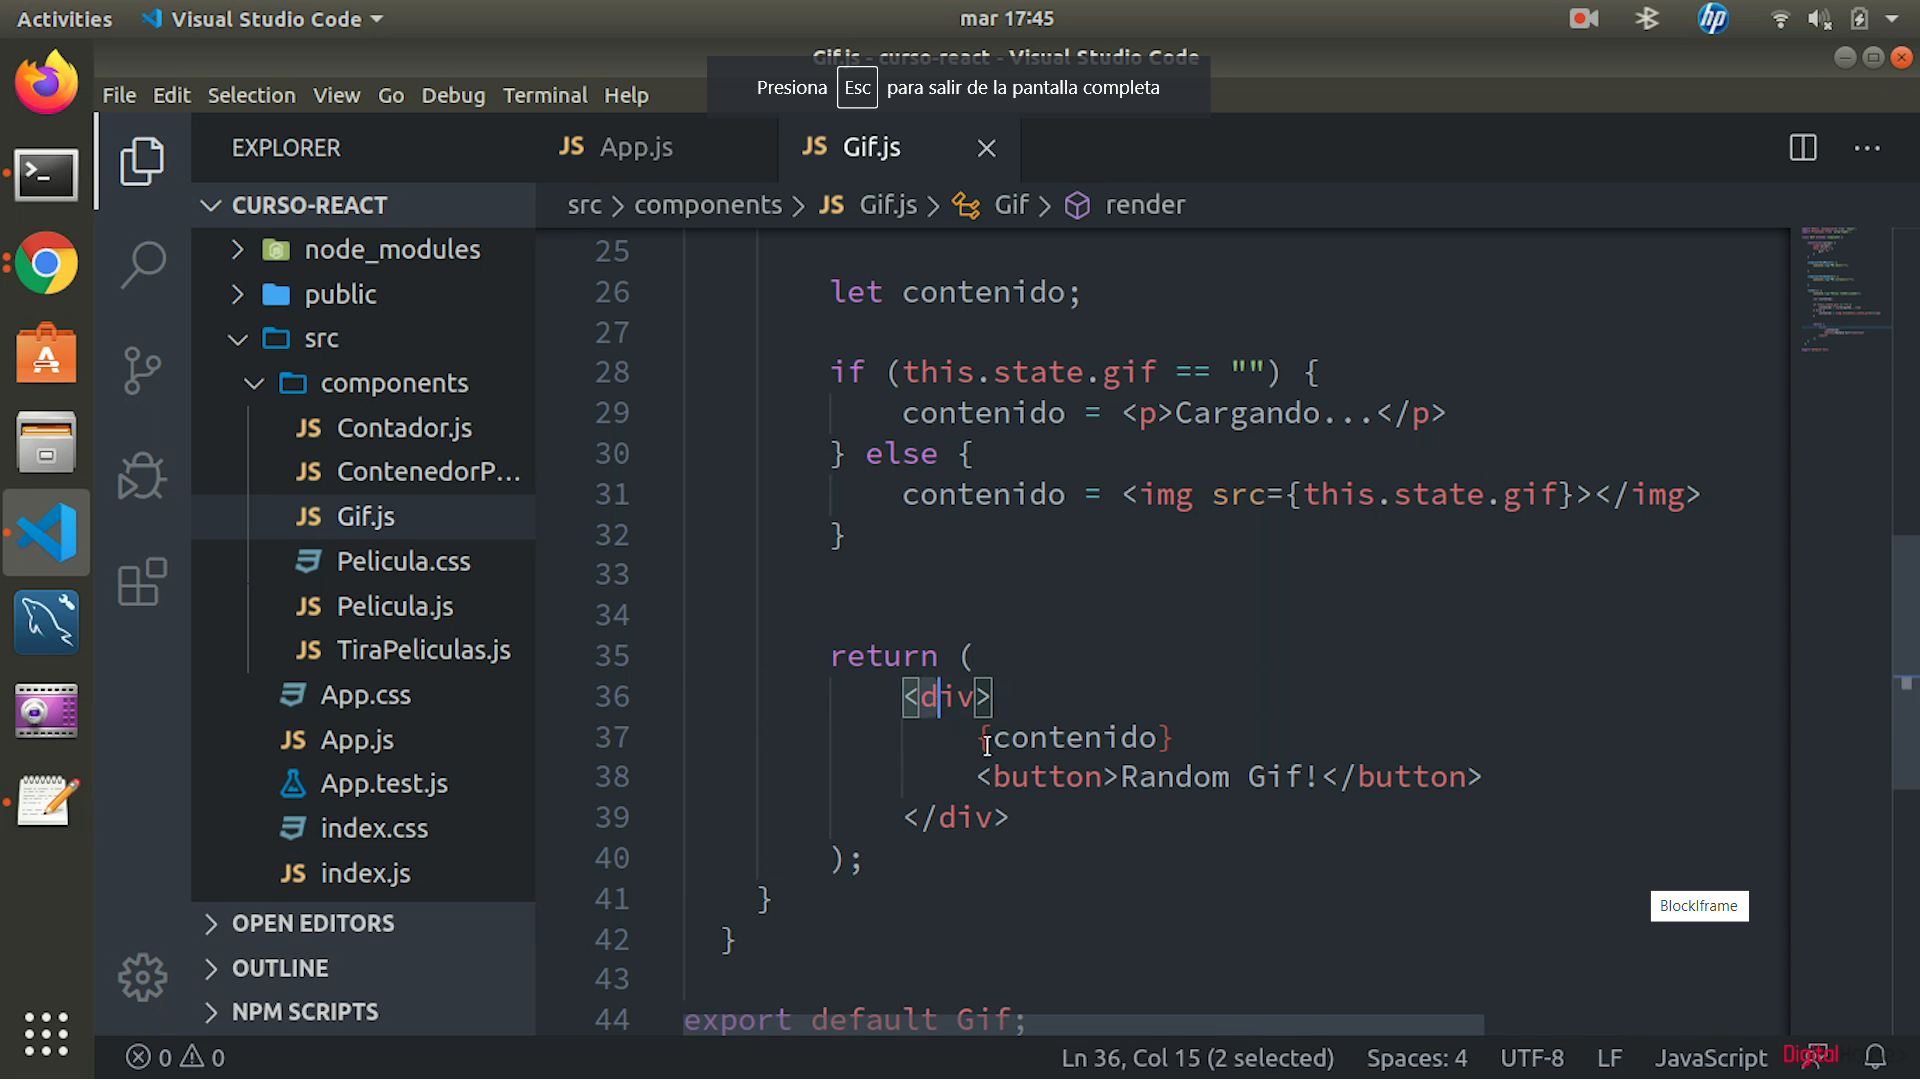 Activities Visual Studio Code mar 17:45 hp
Gif.js - curso-react - Visual Studio Code
Presiona Esc para salir de la pantalla completa
File Edit Selection View Go Debug Terminal Help
EXPLORER
JS App.js
JS Gif.js
CURSO-REACT
src > components > JS Gif.js > Gif > render
node_modules
public
src
components
JS Contador.js
JS ContenedorP...
JS Gif.js
Pelicula.css
JS Pelicula.js
JS TiraPeliculas.js
App.css
JS App.js
App.test.js
index.css
JS index.js
OPEN EDITORS
OUTLINE
NPM SCRIPTS
25
26 let contenido;
27
28 if (this.state.gif == "") {
29 contenido = <p>Cargando...</p>
30 } else {
31 contenido = <img src={this.state.gif}></img>
32 }
33
34
35 return (
36 <div>
37 {contenido}
38 <button>Random Gif!</button>
39 </div>
40 );
41 }
42 }
43
44 export default Gif;
BlockIframe
0 0 Ln 36, Col 15 (2 selected) Spaces: 4 UTF-8 LF JavaScript
Digital